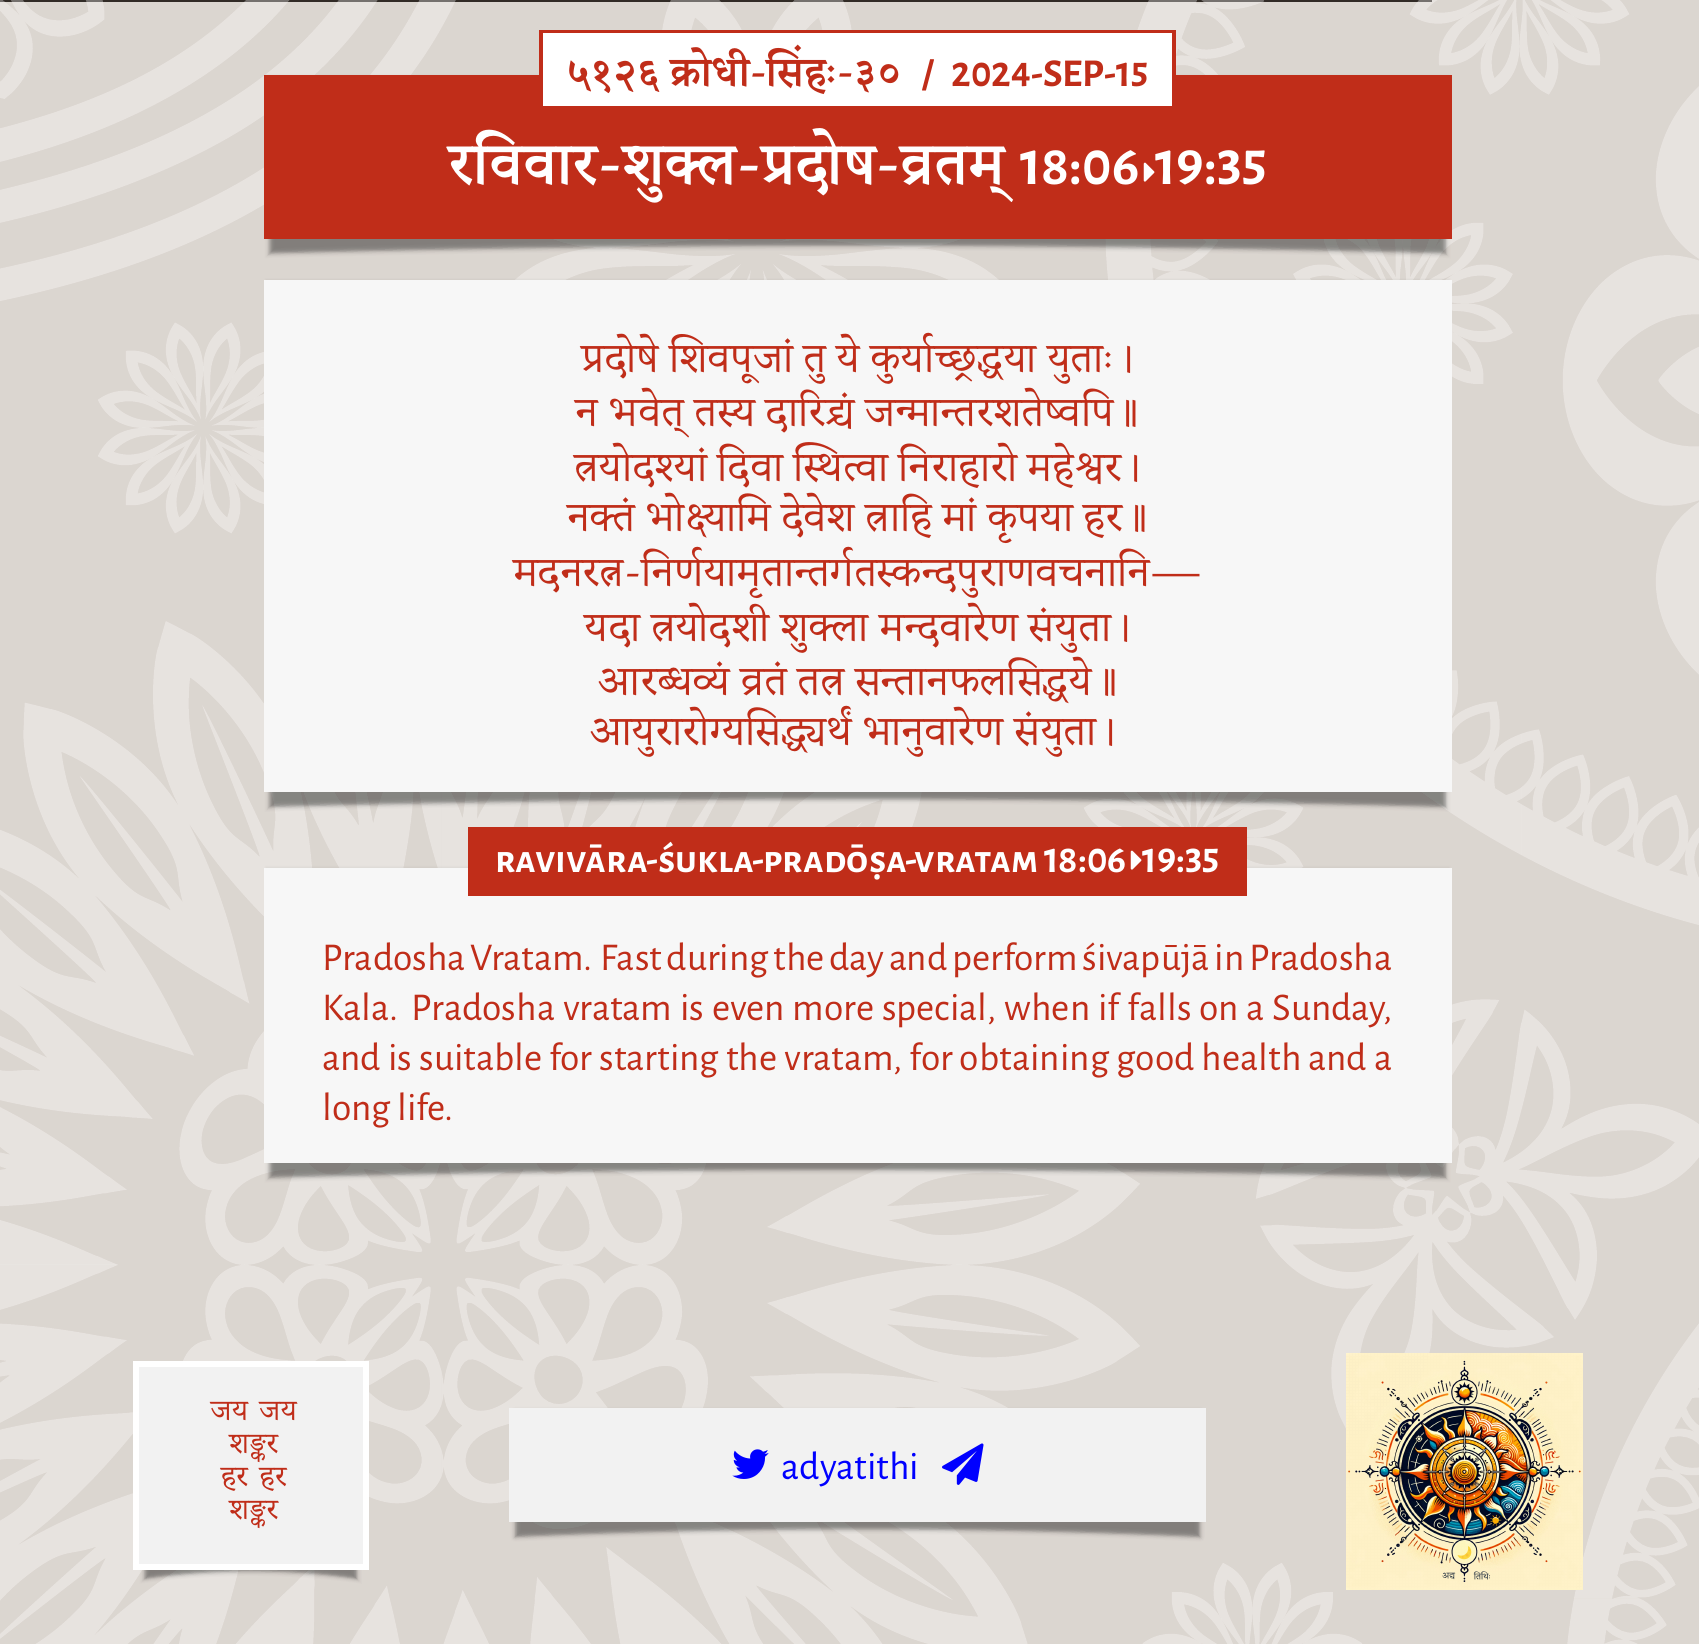 ५१२६ क्रोधी-सिंहः-३० / 2024-SEP-15
रविवार-शुक्ल-प्रदोष-व्रतम् 18:06▸19:35
प्रदोषे शिवपूजां तु ये कुर्याच्छ्रद्धया युताः।
न भवेत् तस्य दारिद्र्यं जन्मान्तरशतेष्वपि॥
त्रयोदश्यां दिवा स्थित्वा निराहारो महेश्वर।
नक्तं भोक्ष्यामि देवेश त्राहि मां कृपया हर॥
मदनरत्न-निर्णयामृतान्तर्गतस्कन्दपुराणवचनानि—
यदा त्रयोदशी शुक्ला मन्दवारेण संयुता।
आरब्धव्यं व्रतं तत्र सन्तानफलसिद्धये॥
आयुरारोग्यसिद्ध्यर्थं भानुवारेण संयुता।
RAVIVĀRA-ŚUKLA-PRADŌṢA-VRATAM 18:06▸19:35
Pradosha Vratam. Fast during the day and perform śivapūjā in Pradosha
Kala. Pradosha vratam is even more special, when if falls on a Sunday,
and is suitable for starting the vratam, for obtaining good health and a
long life.
जय जय
शङ्कर
हर हर
शङ्कर
adyatithi
अद्य तिथिः